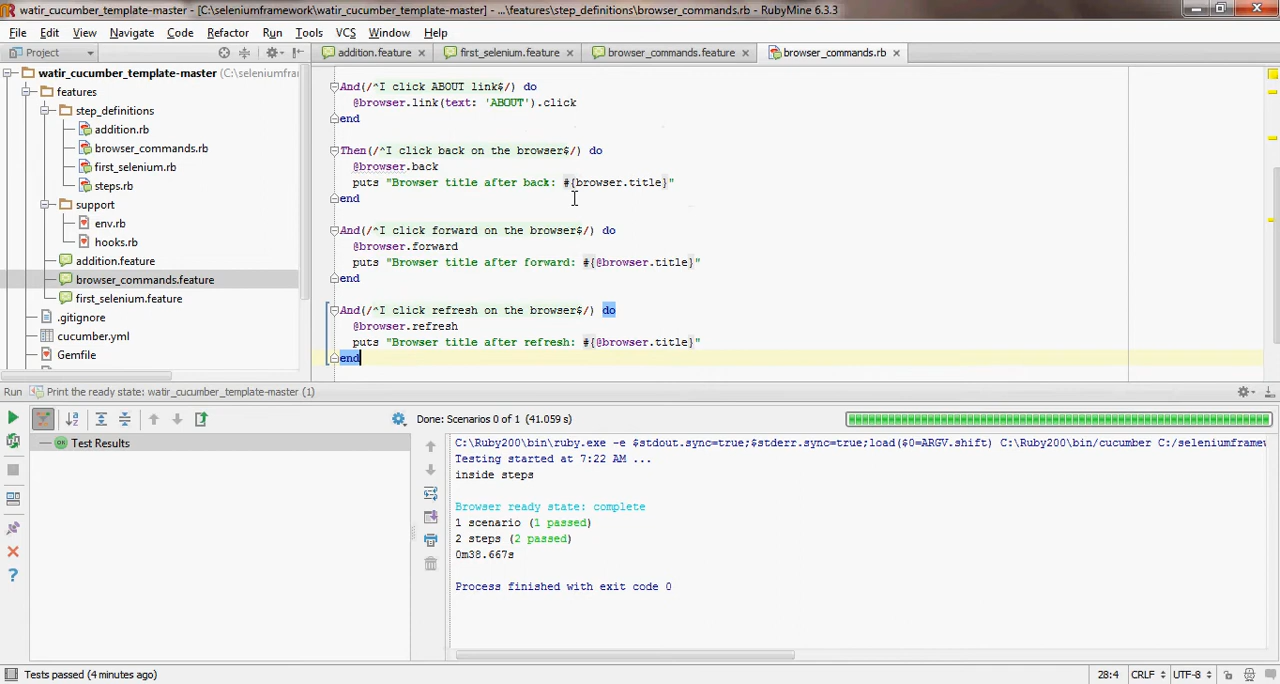 watir_cucumber_template-master - [C:\seleniumframework\watir_cucumber_template-master] - ...\features\step_definitions\browser_commands.rb - RubyMine 6.3.3
File Edit View Navigate Code Refactor Run Tools VCS Window Help
Project
addition.feature
first_selenium.feature
browser_commands.feature
browser_commands.rb
watir_cucumber_template-master (C:\seleniumfra
features
step_definitions
addition.rb
browser_commands.rb
first_selenium.rb
steps.rb
support
env.rb
hooks.rb
addition.feature
browser_commands.feature
first_selenium.feature
.gitignore
cucumber.yml
Gemfile
And(/^I click ABOUT link$/) do
@browser.link(text: 'ABOUT').click
end
Then(/^I click back on the browser$/) do
@browser.back
puts "Browser title after back: #{browser.title}"
end
And(/^I click forward on the browser$/) do
@browser.forward
puts "Browser title after forward: #{@browser.title}"
end
And(/^I click refresh on the browser$/) do
@browser.refresh
puts "Browser title after refresh: #{@browser.title}"
end
Run Print the ready state: watir_cucumber_template-master (1)
Done: Scenarios 0 of 1 (41.059 s)
OK Test Results
C:\Ruby200\bin\ruby.exe -e $stdout.sync=true;$stderr.sync=true;load($0=ARGV.shift) C:\Ruby200\bin/cucumber C:/seleniumframew
Testing started at 7:22 AM ...
inside steps
Browser ready state: complete
1 scenario (1 passed)
2 steps (2 passed)
0m38.667s
Process finished with exit code 0
Tests passed (4 minutes ago)
28:4 CRLF UTF-8